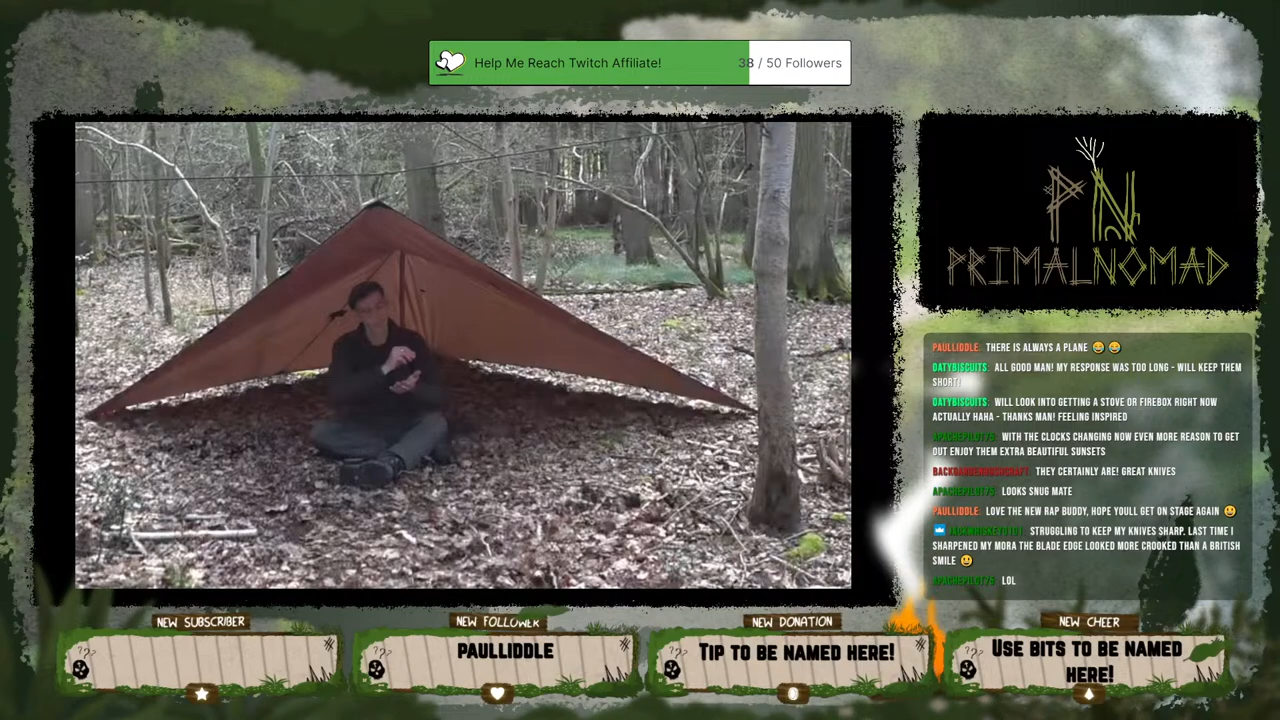 Help Me Reach Twitch Affiliate!
38 / 50 Followers
PN
PRIMALNOMAD
PAULLIDDLE: THERE IS ALWAYS A PLANE 😂 😂
OATYBISCUITS: ALL GOOD MAN! MY RESPONSE WAS TOO LONG - WILL KEEP THEM
SHORT!
OATYBISCUITS: WILL LOOK INTO GETTING A STOVE OR FIREBOX RIGHT NOW
ACTUALLY HAHA - THANKS MAN! FEELING INSPIRED
APACHEPILOT75: WITH THE CLOCKS CHANGING NOW EVEN MORE REASON TO GET
OUT ENJOY THEM EXTRA BEAUTIFUL SUNSETS
BACKGARDENBUSHCRAFT: THEY CERTAINLY ARE! GREAT KNIVES
APACHEPILOT75: LOOKS SNUG MATE
PAULLIDDLE: LOVE THE NEW RAP BUDDY, HOPE YOULL GET ON STAGE AGAIN 😀
STRUGGLING TO KEEP MY KNIVES SHARP. LAST TIME I
SHARPENED MY MORA THE BLADE EDGE LOOKED MORE CROOKED THAN A BRITISH
SMILE 😀
APACHEPILOT75: LOL
NEW SUBSCRIBER
NEW FOLLOWER
PAULLIDDLE
NEW DONATION
TIP TO BE NAMED HERE!
NEW CHEER
USE BITS TO BE NAMED
HERE!